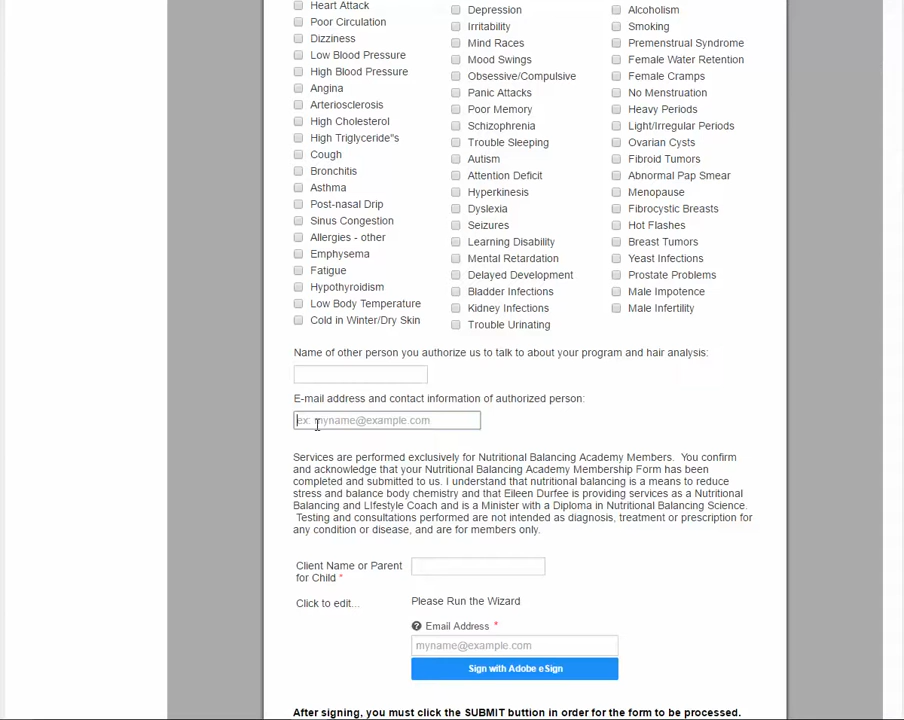 Heart Attack
Poor Circulation
Dizziness
Low Blood Pressure
High Blood Pressure
Angina
Arteriosclerosis
High Cholesterol
High Triglyceride"s
Cough
Bronchitis
Asthma
Post-nasal Drip
Sinus Congestion
Allergies - other
Emphysema
Fatigue
Hypothyroidism
Low Body Temperature
Cold in Winter/Dry Skin
Depression
Irritability
Mind Races
Mood Swings
Obsessive/Compulsive
Panic Attacks
Poor Memory
Schizophrenia
Trouble Sleeping
Autism
Attention Deficit
Hyperkinesis
Dyslexia
Seizures
Learning Disability
Mental Retardation
Delayed Development
Bladder Infections
Kidney Infections
Trouble Urinating
Alcoholism
Smoking
Premenstrual Syndrome
Female Water Retention
Female Cramps
No Menstruation
Heavy Periods
Light/Irregular Periods
Ovarian Cysts
Fibroid Tumors
Abnormal Pap Smear
Menopause
Fibrocystic Breasts
Hot Flashes
Breast Tumors
Yeast Infections
Prostate Problems
Male Impotence
Male Infertility
Name of other person you authorize us to talk to about your program and hair analysis:
E-mail address and contact information of authorized person:
ex: myname@example.com
Services are performed exclusively for Nutritional Balancing Academy Members.  You confirm
and acknowledge that your Nutritional Balancing Academy Membership Form has been
completed and submitted to us. I understand that nutritional balancing is a means to reduce
stress and balance body chemistry and that Eileen Durfee is providing services as a Nutritional
Balancing and LIfestyle Coach and is a Minister with a Diploma in Nutritional Balancing Science.
Testing and consultations performed are not intended as diagnosis, treatment or prescription for
any condition or disease, and are for members only.
Client Name or Parent
for Child *
Click to edit...
Please Run the Wizard
? Email Address *
myname@example.com
Sign with Adobe eSign
After signing, you must click the SUBMIT buttion in order for the form to be processed.